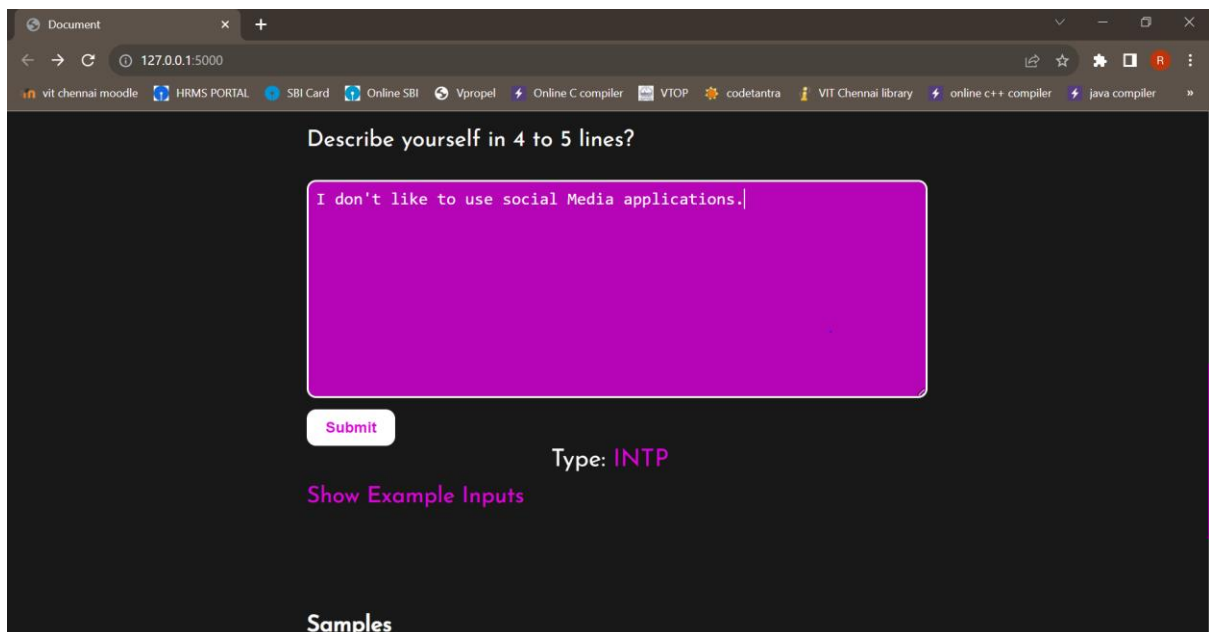 Document
127.0.0.1:5000
R
vit chennai moodle HRMS PORTAL SBI Card Online SBI Vpropel Online C compiler VTOP codetantra VIT Chennai library online c++ compiler java compiler »
Describe yourself in 4 to 5 lines?
I don't like to use social Media applications.
Submit
Type: INTP
Show Example Inputs
Samples